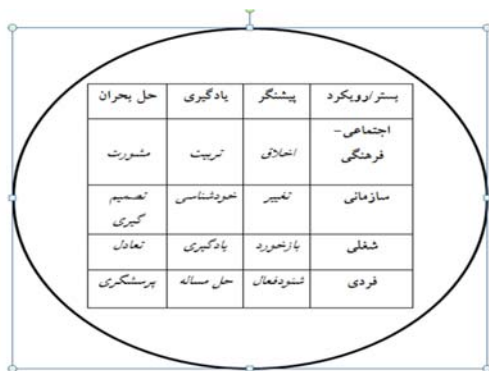 بستر/رویکرد پیشنگر یادگیری حل بحران
اجتماعی-
فرهنگی اخلاق تربیت مشورت
سازمانی تغییر خودشناسی تصمیم
گیری
شغلی بازخورد یادگیری تعادل
فردی شنودفعال حل مساله پرسشگری